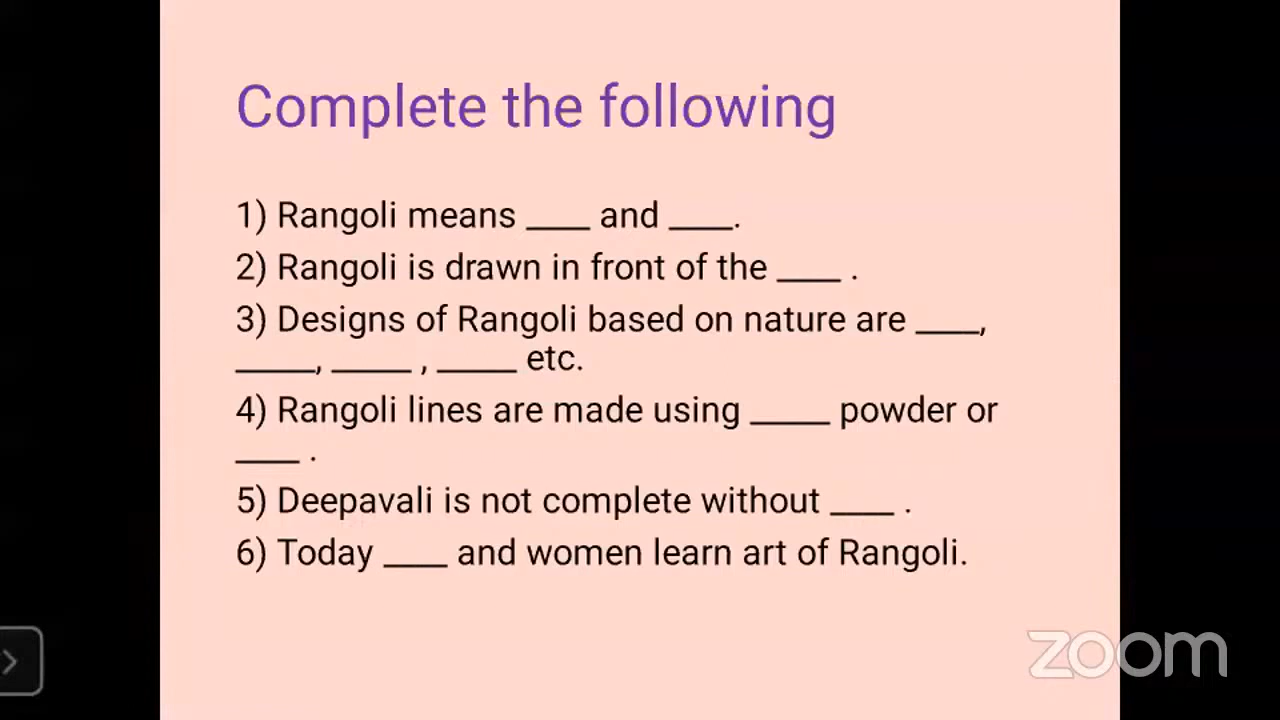 Complete the following
1) Rangoli means ____ and ____.
2) Rangoli is drawn in front of the ____ .
3) Designs of Rangoli based on nature are ____,
_____, _____ , _____ etc.
4) Rangoli lines are made using _____ powder or
____ .
5) Deepavali is not complete without ____ .
6) Today ____ and women learn art of Rangoli.
zoom